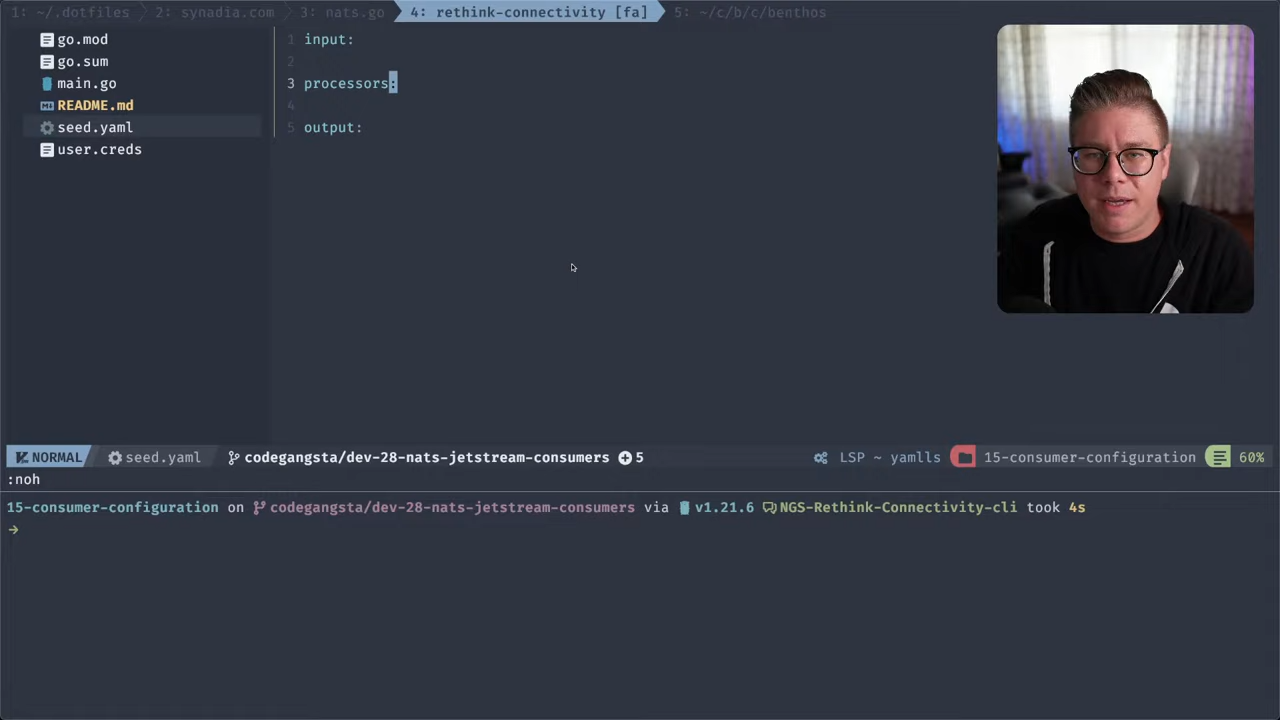 1: ~/.dotfiles 2: synadia.com 3: nats.go 4: rethink-connectivity [fa] 5: ~/c/b/c/benthos
go.mod
go.sum
main.go
README.md
seed.yaml
user.creds
1 input:
2
3 processors:
4
5 output:
NORMAL seed.yaml codegangsta/dev-28-nats-jetstream-consumers 5 LSP ~ yamlls 15-consumer-configuration 60%
:noh
15-consumer-configuration on codegangsta/dev-28-nats-jetstream-consumers via v1.21.6 NGS-Rethink-Connectivity-cli took 4s
→